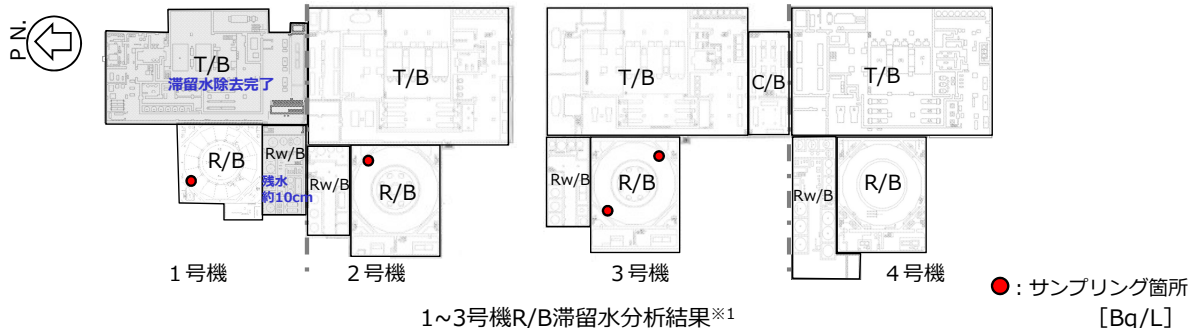 P.N.
T/B
滞留水除去完了
T/B
T/B
C/B
T/B
R/B
Rw/B
残水
約10cm
Rw/B
R/B
Rw/B
R/B
Rw/B
R/B
1号機
2号機
3号機
4号機
：サンプリング箇所
1~3号機R/B滞留水分析結果※1
[Bq/L]